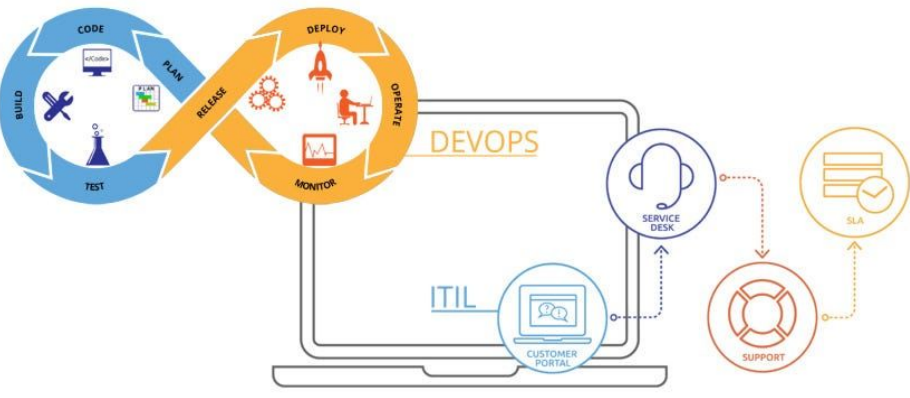 CODE
PLAN
BUILD
TEST
RELEASE
DEPLOY
OPERATE
MONITOR
</Code>
PLAN
DEVOPS
ITIL
CUSTOMER
PORTAL
SERVICE
DESK
SUPPORT
SLA